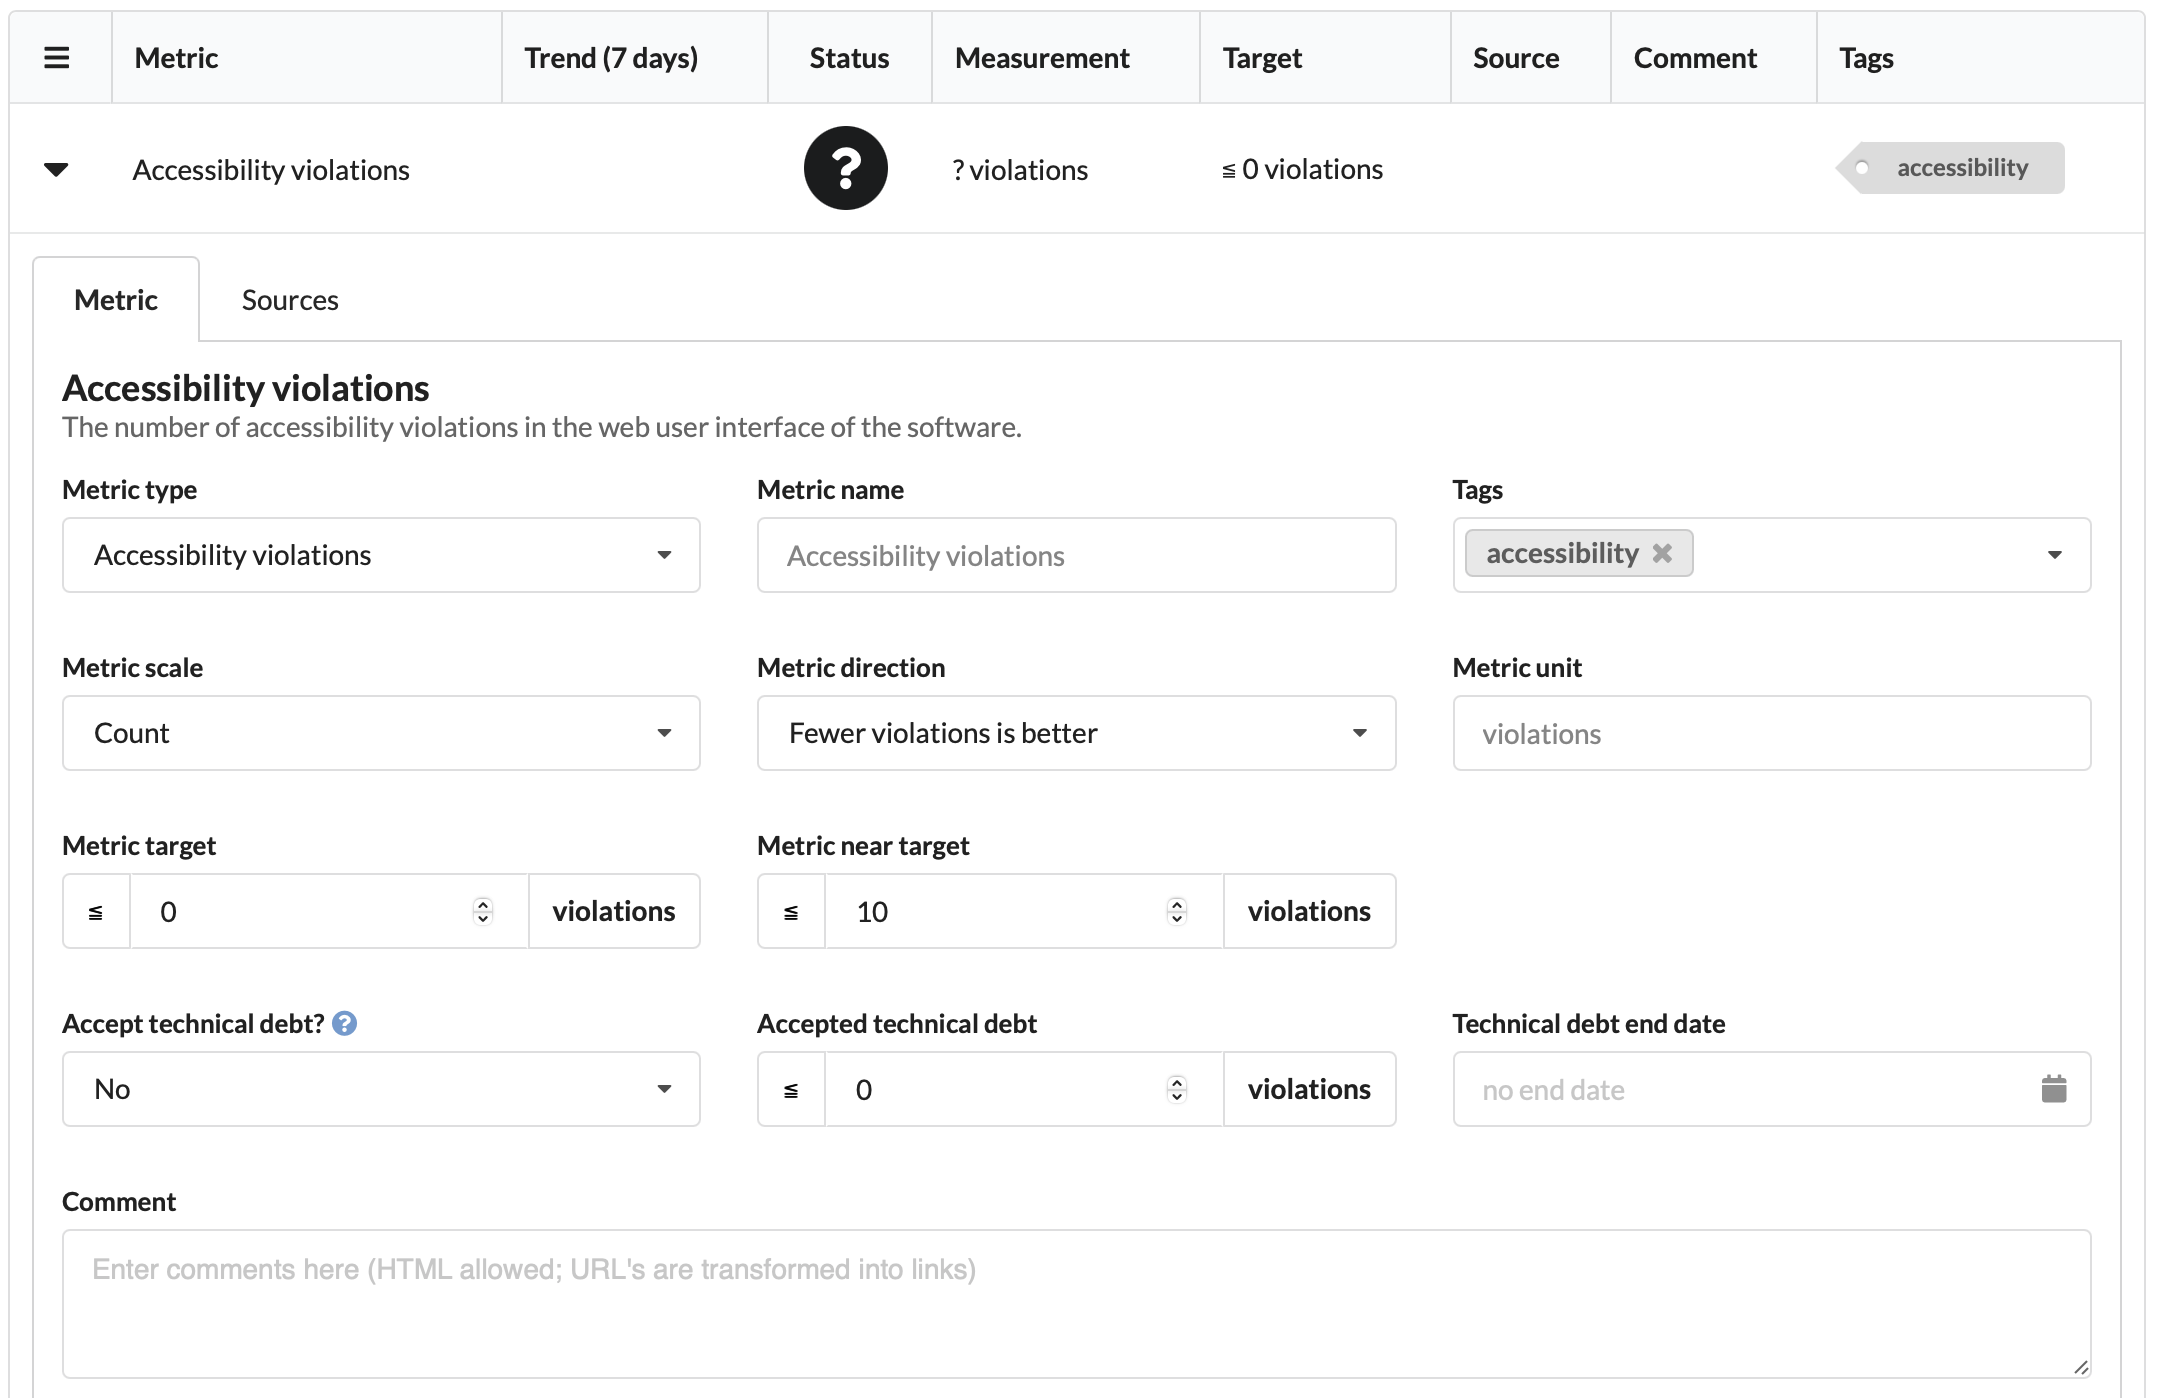 Metric Trend (7 days) Status Measurement Target Source Comment Tags
Accessibility violations ? ? violations ≦ 0 violations accessibility
Metric Sources
Accessibility violations
The number of accessibility violations in the web user interface of the software.
Metric type Metric name Tags
Accessibility violations Accessibility violations accessibility
Metric scale Metric direction Metric unit
Count Fewer violations is better violations
Metric target Metric near target
≦ 0 violations ≦ 10 violations
Accept technical debt? ? Accepted technical debt Technical debt end date
No ≦ 0 violations no end date
Comment
Enter comments here (HTML allowed; URL's are transformed into links)